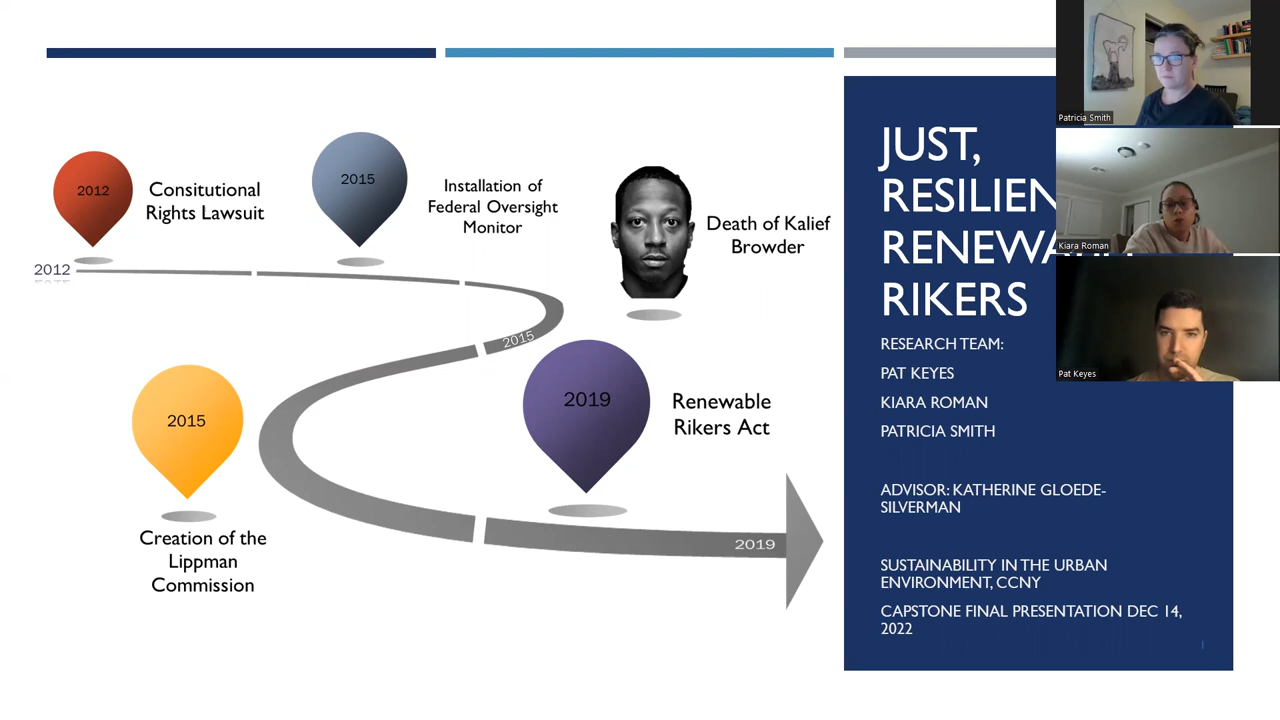 2012
Consitutional
Rights Lawsuit
2015
Installation of
Federal Oversight
Monitor
Death of Kalief
Browder
2012
2015
2015
Creation of the
Lippman
Commission
2019
Renewable
Rikers Act
2019
JUST,
RESILIEN
RENEWA
RIKERS
RESEARCH TEAM:
PAT KEYES
KIARA ROMAN
PATRICIA SMITH
ADVISOR: KATHERINE GLOEDE-
SILVERMAN
SUSTAINABILITY IN THE URBAN
ENVIRONMENT, CCNY
CAPSTONE FINAL PRESENTATION DEC 14,
2022
Patricia Smith
Kiara Roman
Pat Keyes